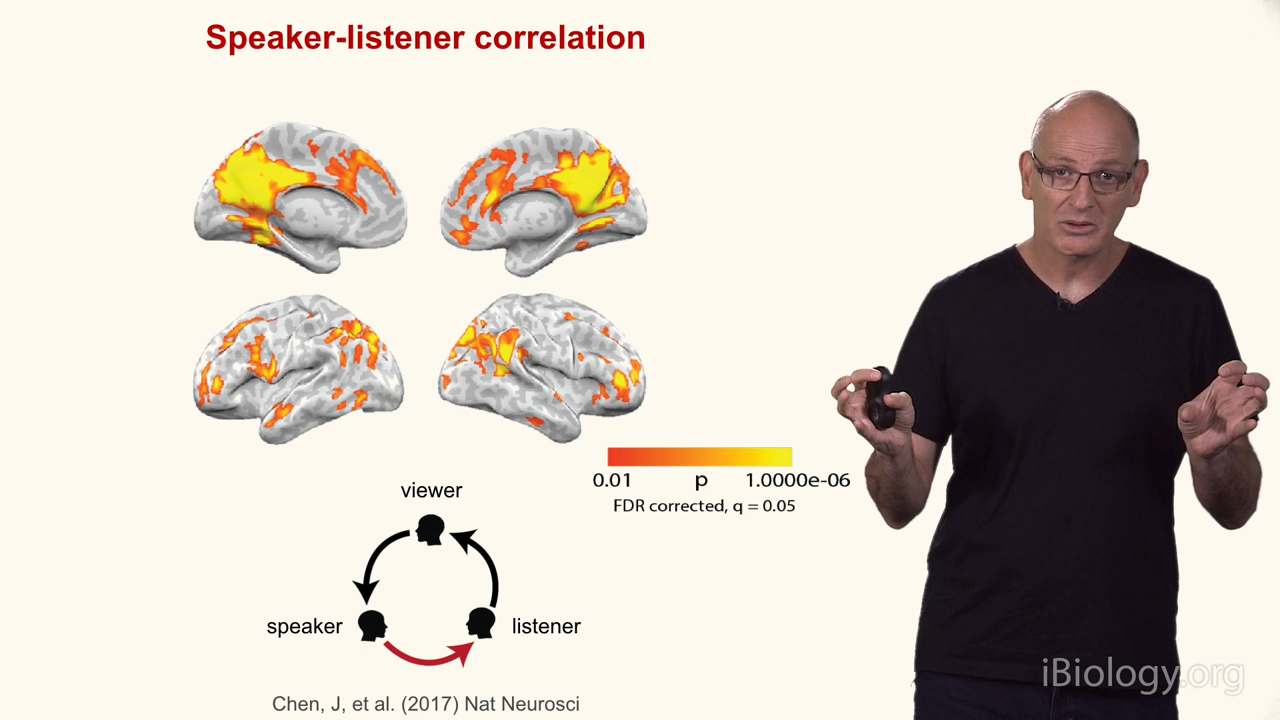 Speaker-listener correlation
0.01 p 1.0000e-06
FDR corrected, q = 0.05
viewer
speaker
listener
Chen, J, et al. (2017) Nat Neurosci
iBiology.org